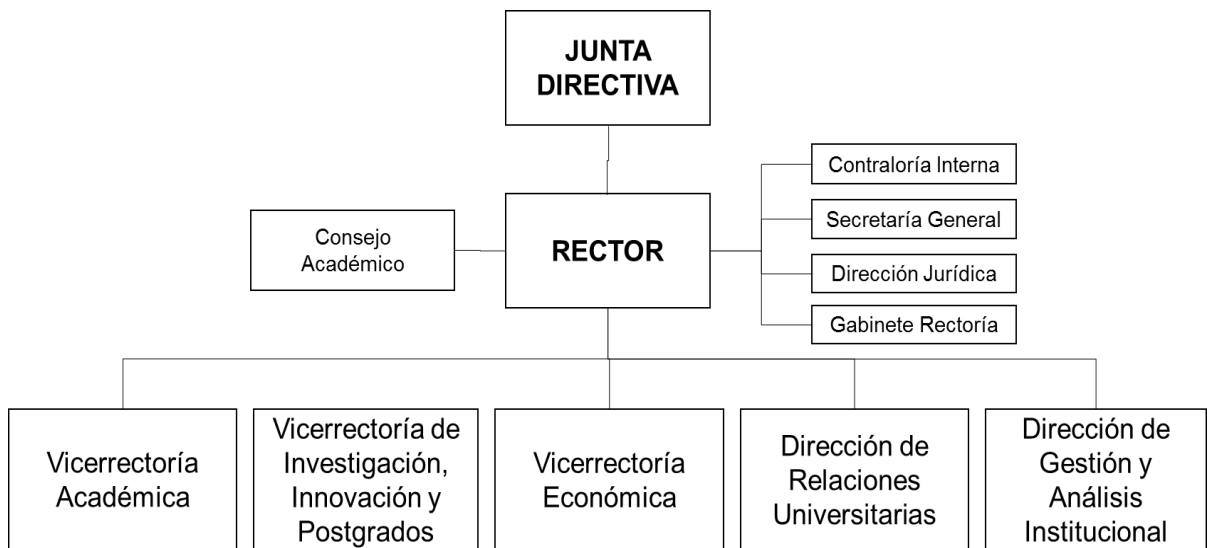 JUNTA
DIRECTIVA
Contraloría Interna
Secretaría General
Consejo
Académico
RECTOR
Dirección Jurídica
Gabinete Rectoría
Vicerrectoría
Académica
Vicerrectoría de
Investigación,
Innovación y
Postgrados
Vicerrectoría
Económica
Dirección de
Relaciones
Universitarias
Dirección de
Gestión y
Análisis
Institucional